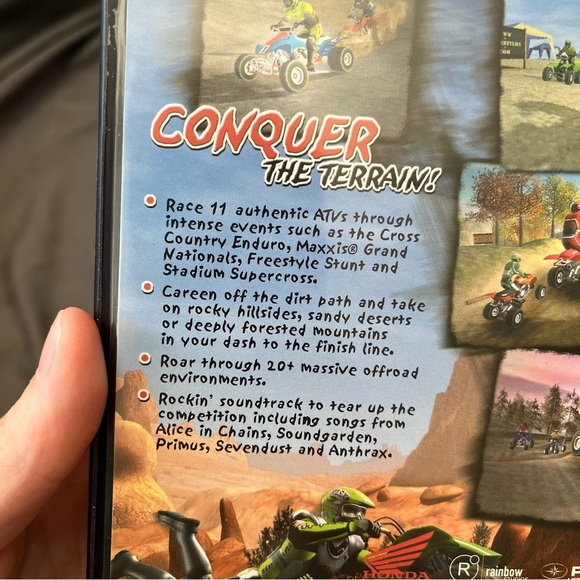 CONQUER
THE TERRAIN!
Race 11 authentic ATVs through
intense events such as the Cross
Country Enduro, Maxxis® Grand
Nationals, Freestyle Stunt and
Stadium Supercross.
Careen off the dirt path and take
on rocky hillsides, sandy deserts
or deeply forested mountains
in your dash to the finish line.
Roar through 20+ massive offroad
environments.
Rockin' soundtrack to tear up the
competition including songs from
Alice in Chains, Soundgarden,
Primus, Sevendust and Anthrax.
HONDA
R
rainbow